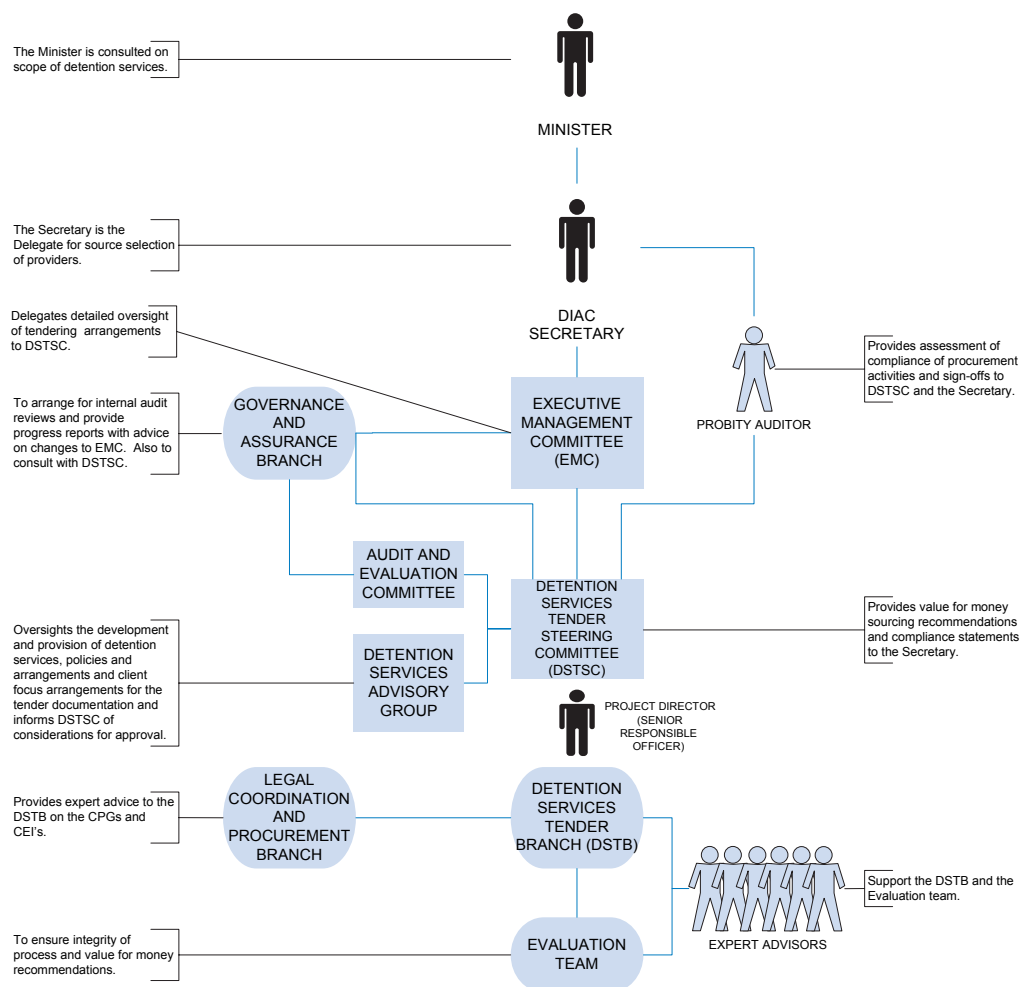 The Minister is consulted on
scope of detention services.
MINISTER
The Secretary is the
Delegate for source selection
of providers.
DIAC
SECRETARY
Delegates detailed oversight
of tendering arrangements
to DSTSC.
Provides assessment of
compliance of procurement
activities and sign-offs to
DSTSC and the Secretary.
PROBITY AUDITOR
To arrange for internal audit
reviews and provide
progress reports with advice
on changes to EMC. Also to
consult with DSTSC.
GOVERNANCE
AND
ASSURANCE
BRANCH
EXECUTIVE
MANAGEMENT
COMMITTEE
(EMC)
AUDIT AND
EVALUATION
COMMITTEE
DETENTION
SERVICES
TENDER
STEERING
COMMITTEE
(DSTSC)
Provides value for money
sourcing recommendations
and compliance statements
to the Secretary.
Oversights the development
and provision of detention
services, policies and
arrangements and client
focus arrangements for the
tender documentation and
informs DSTSC of
considerations for approval.
DETENTION
SERVICES
ADVISORY
GROUP
PROJECT DIRECTOR
(SENIOR
RESPONSIBLE
OFFICER)
Provides expert advice to the
DSTB on the CPGs and
CEI's.
LEGAL
COORDINATION
AND
PROCUREMENT
BRANCH
DETENTION
SERVICES
TENDER
BRANCH (DSTB)
Support the DSTB and the
Evaluation team.
EXPERT ADVISORS
To ensure integrity of
process and value for money
recommendations.
EVALUATION
TEAM